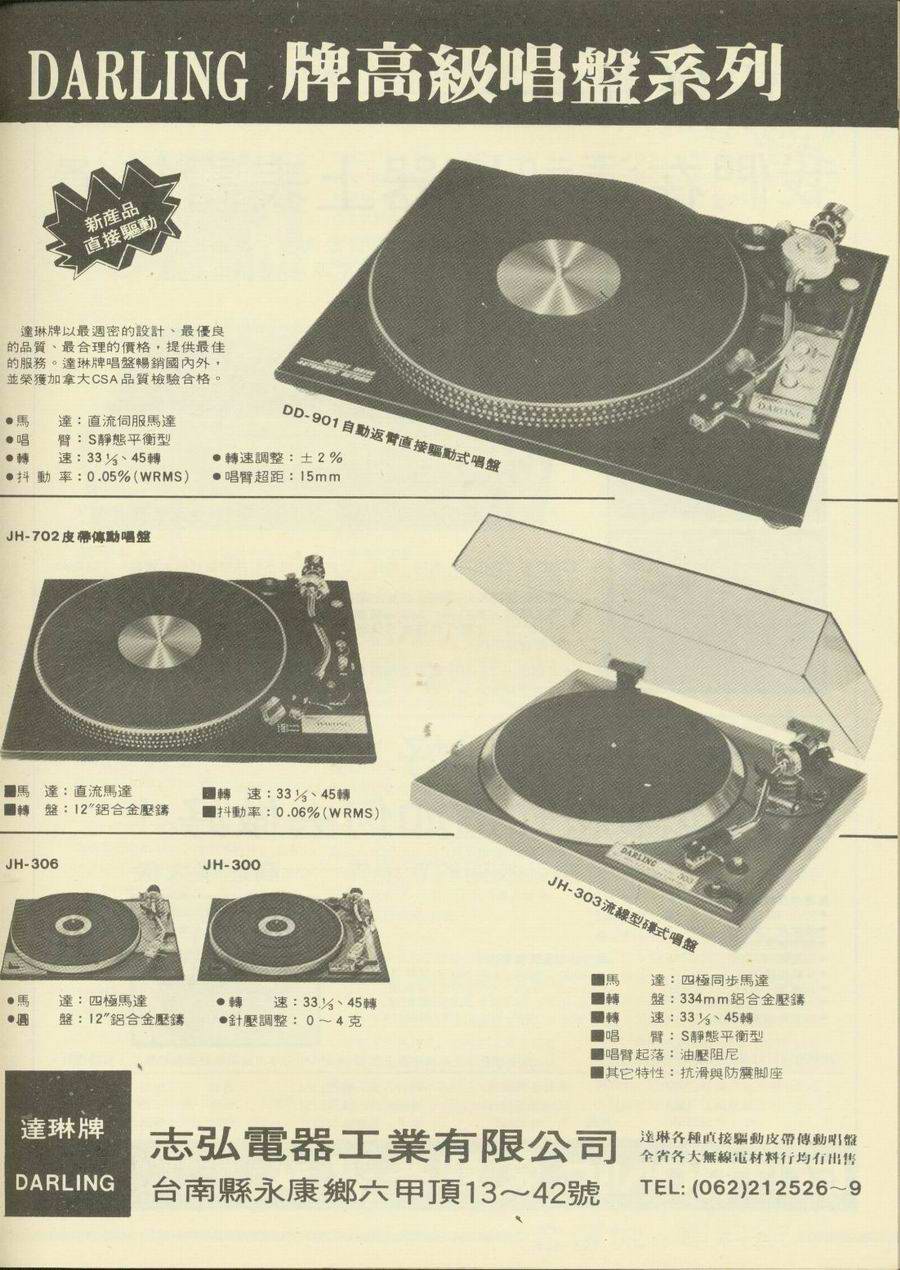 DARLING 牌高級唱盤系列
新産品
直接驅動
達琳牌以最週密的設計、最優良
的品質、最合理的價格，提供最佳
的服務。達琳牌唱盤暢銷國內外，
並榮獲加拿大CSA品質檢驗合格。
●馬 達：直流伺服馬達
●唱 臂：S靜態平衡型
●轉 速：33⅓、45轉 ●轉速調整：±2%
●抖動率：0.05%(WRMS) ●唱臂超距：15mm
DARLING
DD-901自動返臂直接驅動式唱盤
JH-702皮帶傳動唱盤
DARLING
■馬 達：直流馬達 ■轉 速：33⅓、45轉
■轉 盤：12″鋁合金壓鑄 ■抖動率：0.06%(WRMS)
DARLING 303
JH-303流線型碟式唱盤
JH-306 JH-300
●馬 達：四極馬達 ●轉 速：33⅓、45轉
●圓 盤：12″鋁合金壓鑄 ●針壓調整：0～4克
■馬 達：四極同步馬達
■轉 盤：334mm鋁合金壓鑄
■轉 速：33⅓、45轉
■唱 臂：S靜態平衡型
■唱臂起落：油壓阻尼
■其它特性：抗滑與防震脚座
達琳牌
DARLING
志弘電器工業有限公司
台南縣永康鄉六甲頂13～42號
達琳各種直接驅動皮帶傳動唱盤
全省各大無線電材料行均有出售
TEL: (062)212526～9